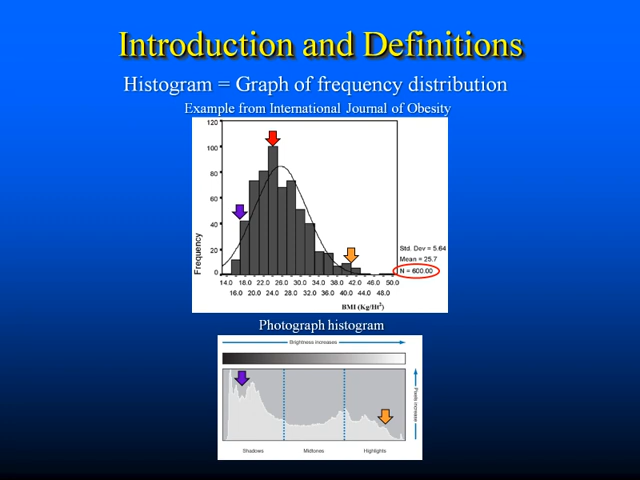 Introduction and Definitions
Histogram = Graph of frequency distribution
Example from International Journal of Obesity
120
100
80
60
40
20
0
Frequency
Std. Dev = 5.64
Mean = 25.7
N = 600.00
14.0 18.0 22.0 26.0 30.0 34.0 38.0 42.0 46.0 50.0
16.0 20.0 24.0 28.0 32.0 36.0 40.0 44.0 48.0
BMI (Kg/Ht²)
Photograph histogram
Brightness increases
Pixels increase
Shadows Midtones Highlights